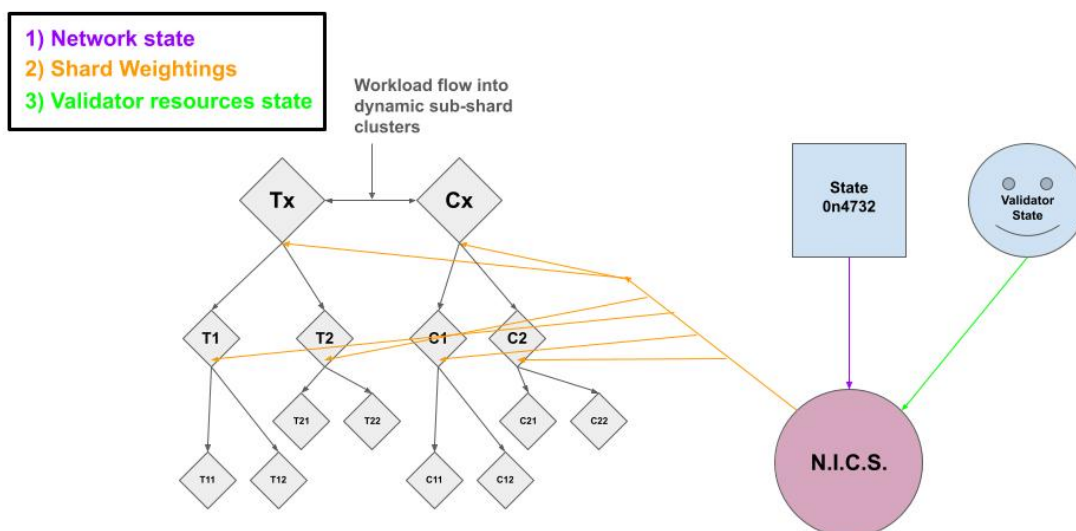 1) Network state
2) Shard Weightings
3) Validator resources state
Workload flow into
dynamic sub-shard
clusters
Tx
Cx
State
0n4732
Validator
State
T1
T2
C1
C2
T21
T22
C21
C22
T11
T12
C11
C12
N.I.C.S.